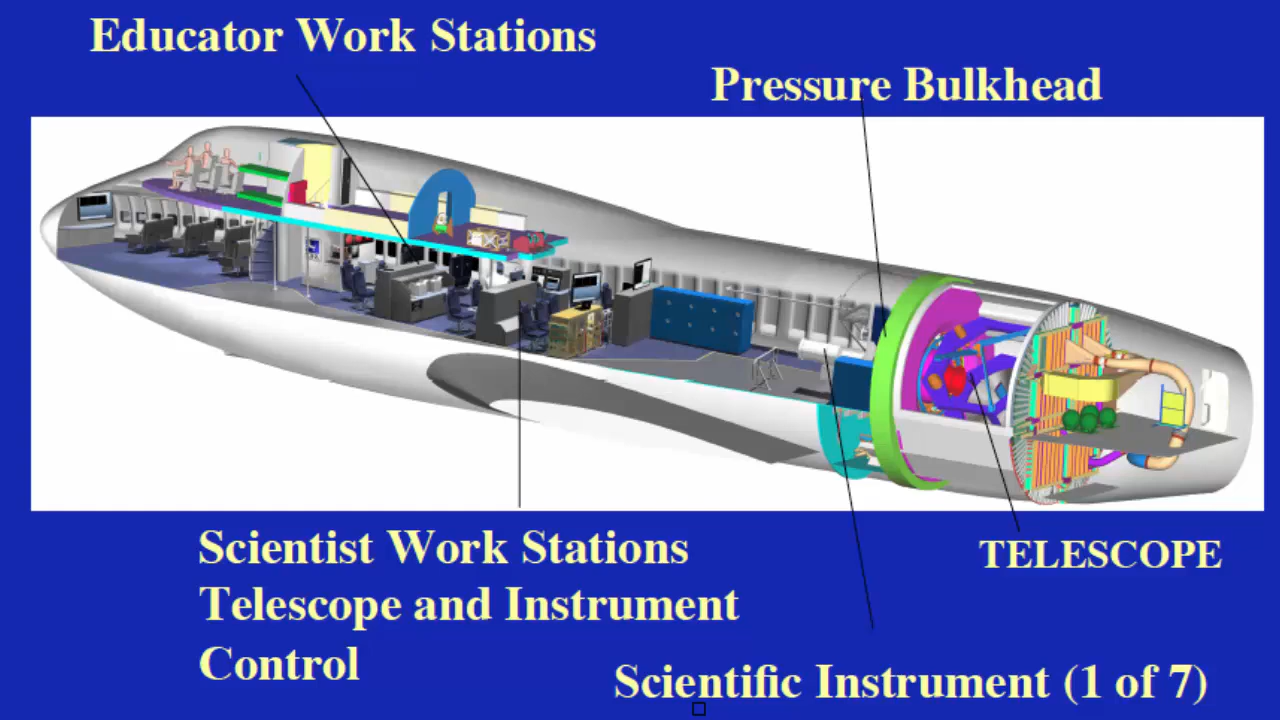 Educator Work Stations
Pressure Bulkhead
Scientist Work Stations
Telescope and Instrument
Control
TELESCOPE
Scientific Instrument (1 of 7)